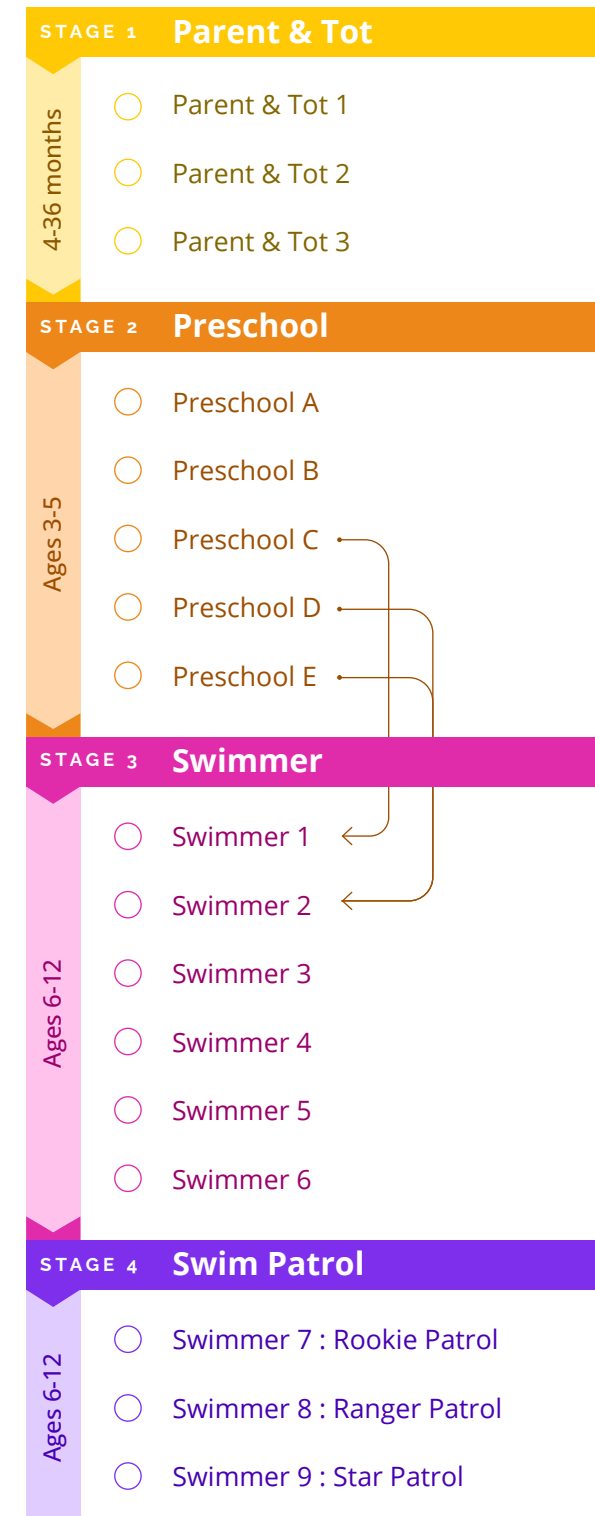 STAGE 1 Parent & Tot
4-36 months
Parent & Tot 1
Parent & Tot 2
Parent & Tot 3
STAGE 2 Preschool
Ages 3-5
Preschool A
Preschool B
Preschool C
Preschool D
Preschool E
STAGE 3 Swimmer
Ages 6-12
Swimmer 1
Swimmer 2
Swimmer 3
Swimmer 4
Swimmer 5
Swimmer 6
STAGE 4 Swim Patrol
Ages 6-12
Swimmer 7 : Rookie Patrol
Swimmer 8 : Ranger Patrol
Swimmer 9 : Star Patrol